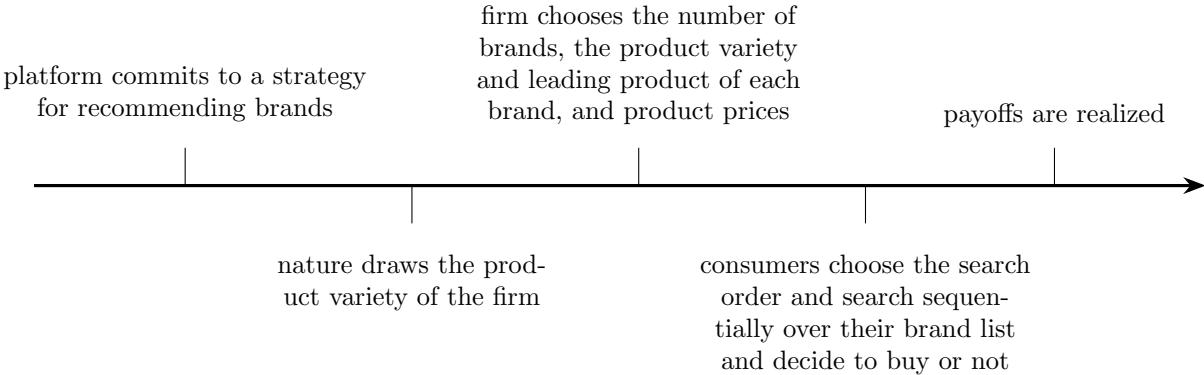 platform commits to a strategy
for recommending brands
nature draws the prod-
uct variety of the firm
firm chooses the number of
brands, the product variety
and leading product of each
brand, and product prices
consumers choose the search
order and search sequen-
tially over their brand list
and decide to buy or not
payoffs are realized